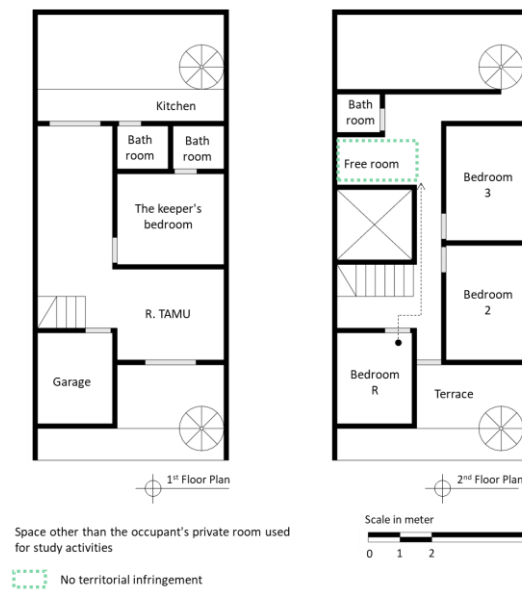 Kitchen
Bath
room
Bath
room
The keeper's
bedroom
R. TAMU
Garage
1st Floor Plan
Bath
room
Free room
Bedroom
3
Bedroom
2
Bedroom
R
Terrace
2nd Floor Plan
Space other than the occupant's private room used
for study activities
No territorial infringement
Scale in meter
0 1 2